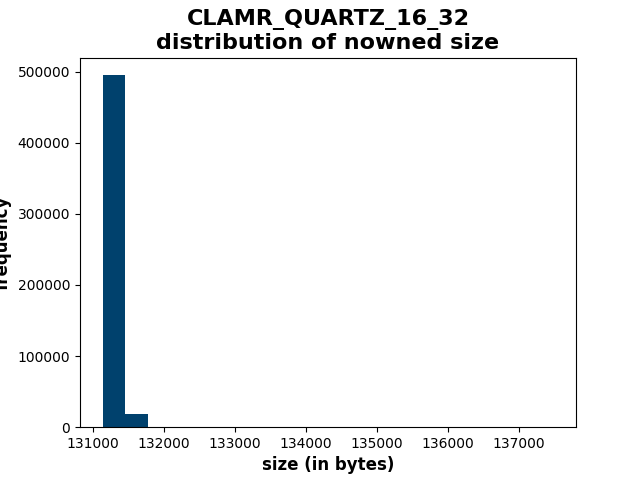 CLAMR_QUARTZ_16_32
distribution of nowned size
500000
400000
300000
200000
100000
0
frequency
131000 132000 133000 134000 135000 136000 137000
size (in bytes)